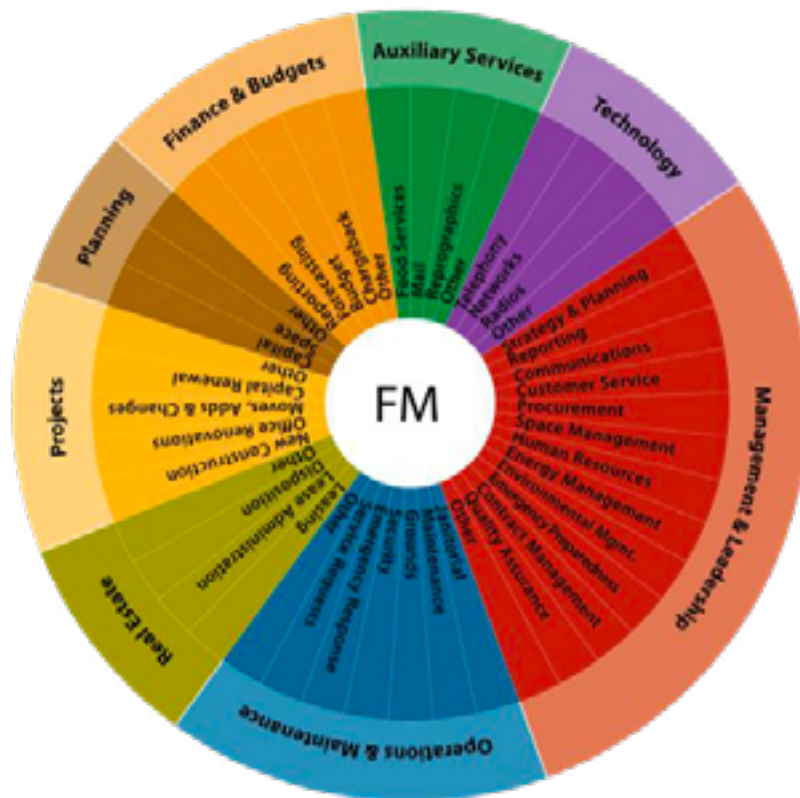 FM
Auxiliary Services
Food Services
Mail
Reprographics
Other
Technology
Telephony
Networks
Radios
Other
Management & Leadership
Strategy & Planning
Reporting
Communications
Customer Service
Procurement
Space Management
Human Resources
Energy Management
Environmental Mgmt.
Emergency Preparedness
Contract Management
Quality Assurance
Other
Operations & Maintenance
Janitorial
Maintenance
Grounds
Security
Emergency Response
Service Requests
Other
Real Estate
Leasing
Lease Administration
Disposition
Other
Projects
New Construction
Office Renovations
Moves, Adds & Changes
Capital Renewal
Other
Planning
Capital
Space
Other
Finance & Budgets
Reporting
Forecasting
Budget
Chargeback
Other